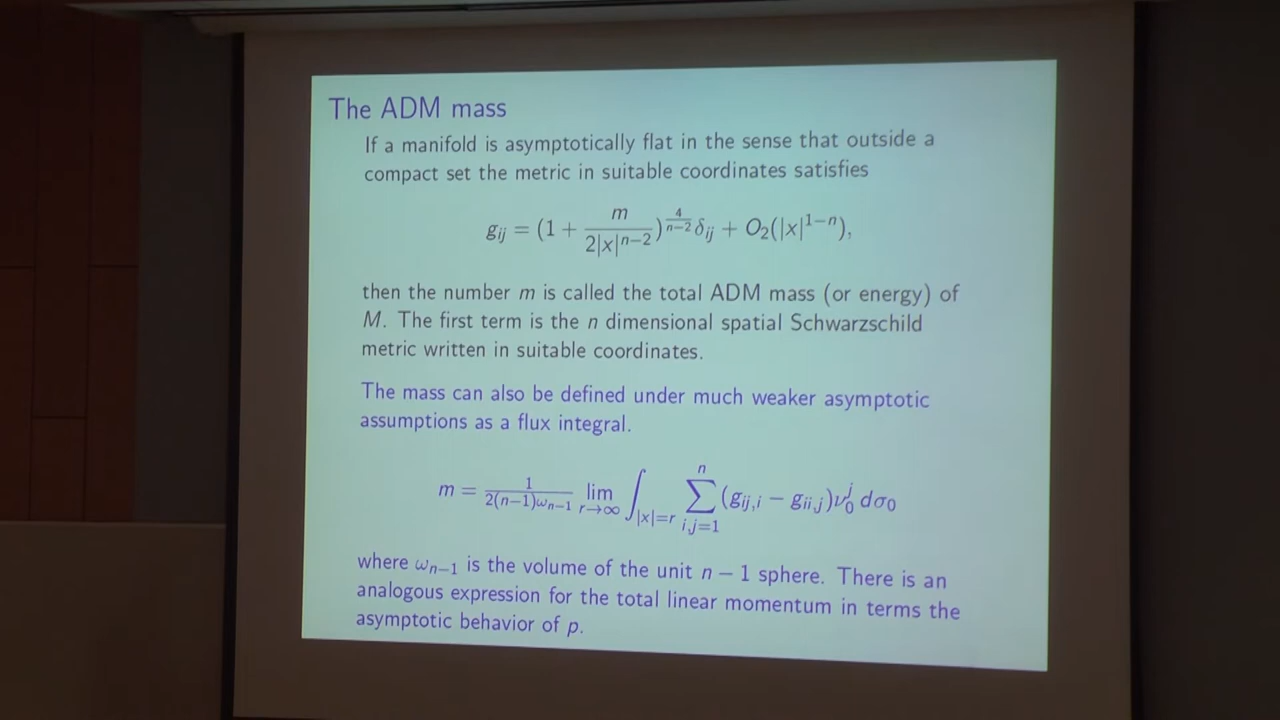 The ADM mass
If a manifold is asymptotically flat in the sense that outside a
compact set the metric in suitable coordinates satisfies
g_{ij} = (1 + \frac{m}{2|x|^{n-2}})^{\frac{4}{n-2}} δ_{ij} + O_2(|x|^{1-n}),
then the number m is called the total ADM mass (or energy) of
M. The first term is the n dimensional spatial Schwarzschild
metric written in suitable coordinates.
The mass can also be defined under much weaker asymptotic
assumptions as a flux integral.
m = \frac{1}{2(n-1)ω_{n-1}} \lim_{r→∞} ∫_{|x|=r} ∑_{i,j=1}^{n} (g_{ij,i} − g_{ii,j})ν_0^j dσ_0
where ω_{n−1} is the volume of the unit n − 1 sphere. There is an
analogous expression for the total linear momentum in terms the
asymptotic behavior of p.